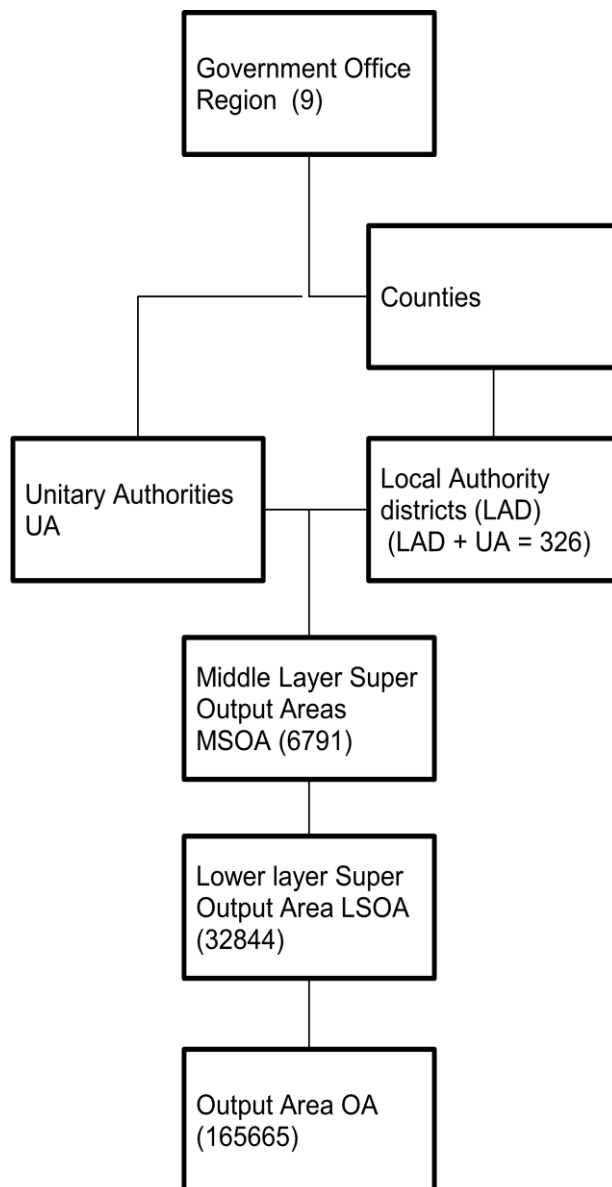 Government Office
Region (9)
Counties
Unitary Authorities
UA
Local Authority
districts (LAD)
(LAD + UA = 326)
Middle Layer Super
Output Areas
MSOA (6791)
Lower layer Super
Output Area LSOA
(32844)
Output Area OA
(165665)